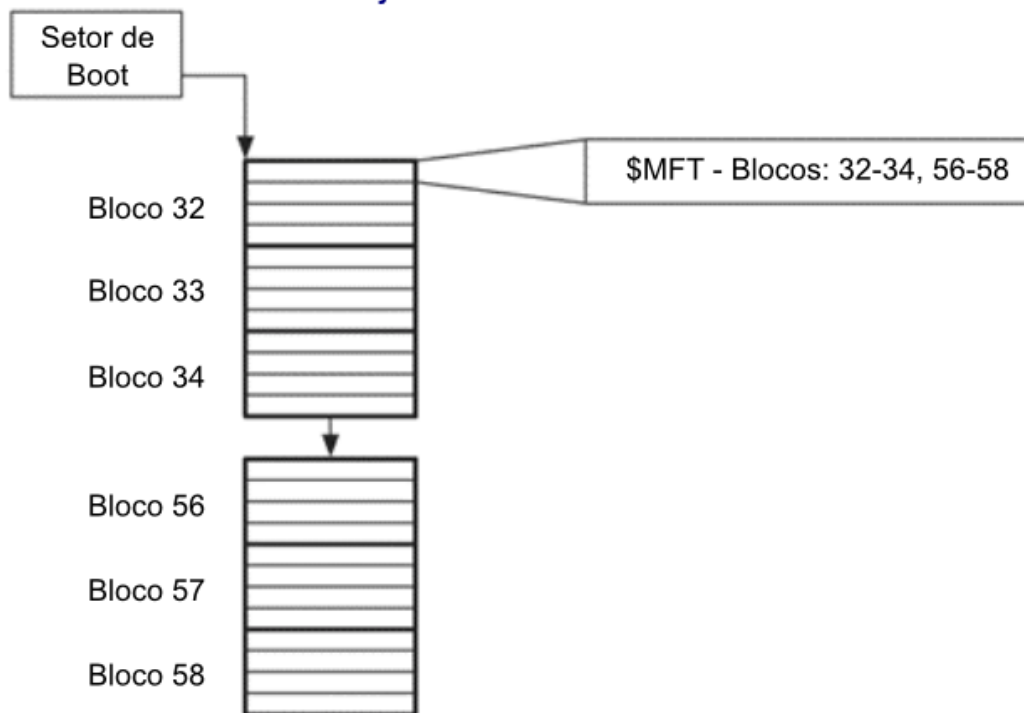 Setor de
Boot
$MFT - Blocos: 32-34, 56-58
Bloco 32
Bloco 33
Bloco 34
Bloco 56
Bloco 57
Bloco 58